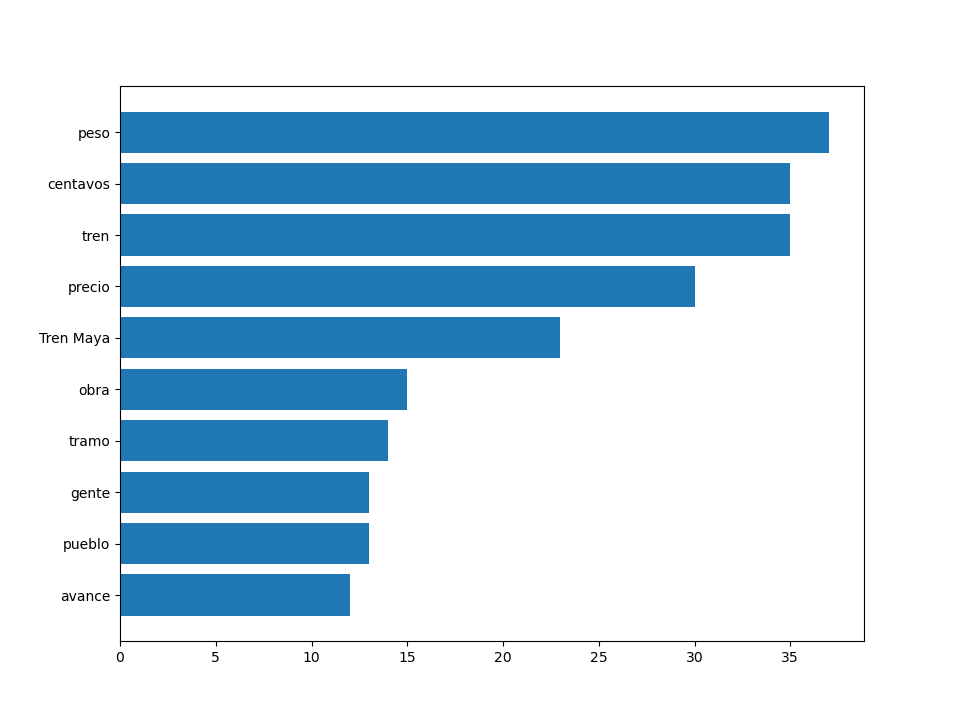 peso
centavos
tren
precio
Tren Maya
obra
tramo
gente
pueblo
avance
0 5 10 15 20 25 30 35